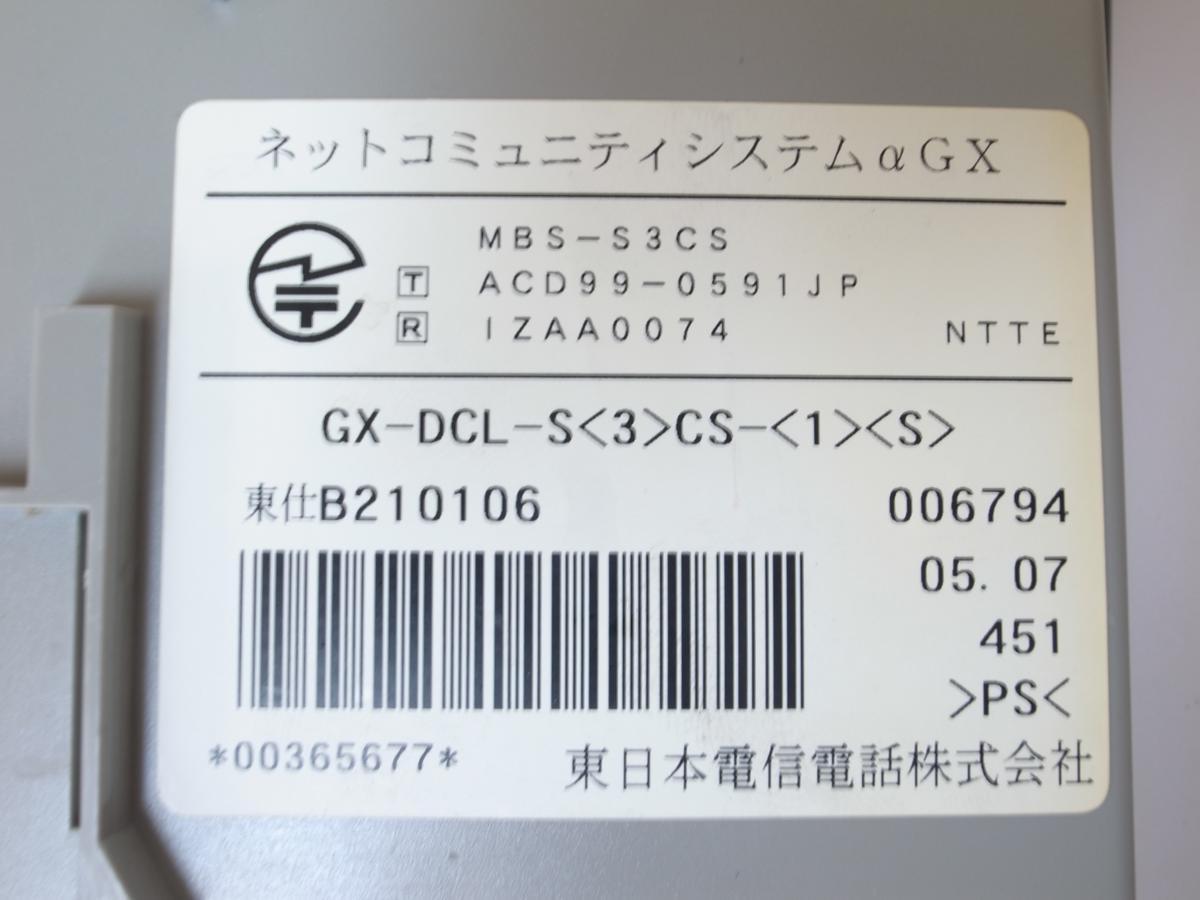 ネットコミュニティシステムαGX
MBS-S3CS
T ACD99-0591JP
R IZAA0074 NTTE
GX-DCL-S<3>CS-<1><S>
東仕B210106 006794
05. 07
451
>PS<
*00365677* 東日本電信電話株式会社